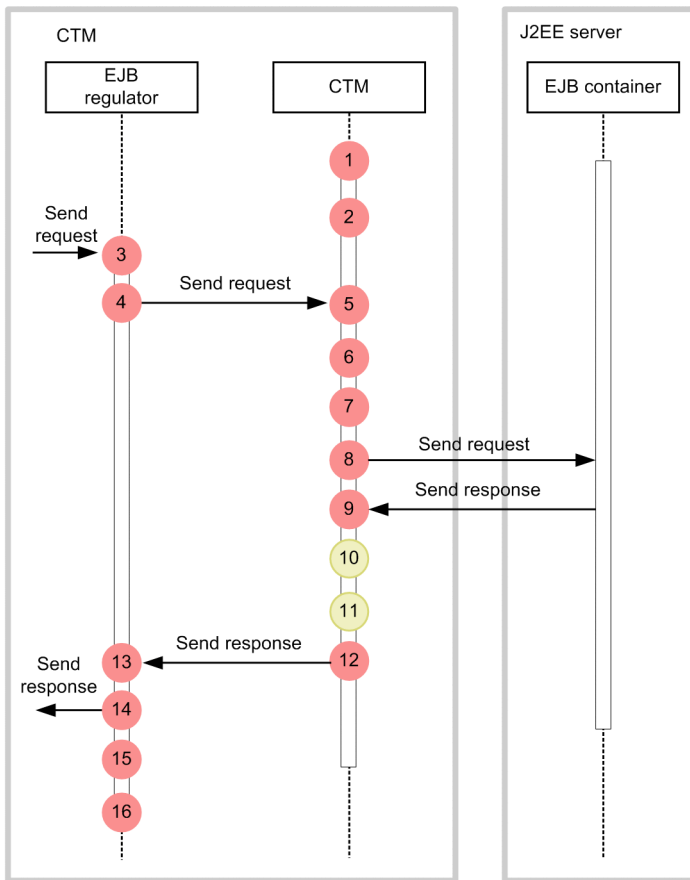 CTM
J2EE server
EJB
regulator
CTM
EJB container
1
2
Send
request
3
4
Send request
5
6
7
8
Send request
Send response
9
10
11
13
Send response
12
Send
response
14
15
16